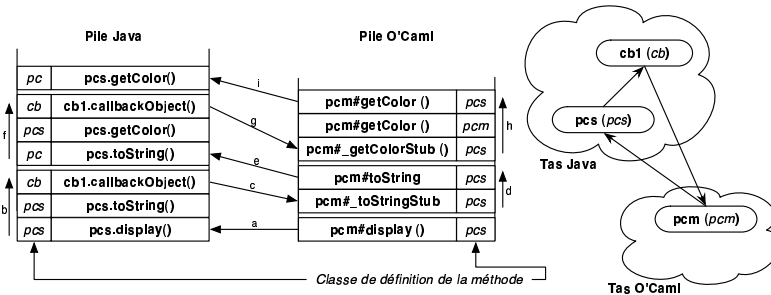 Pile Java
Pile O'Caml
pc pcs.getColor()
cb cb1.callbackObject()
pcs pcs.getColor()
pc pcs.toString()
cb cb1.callbackObject()
pcs pcs.toString()
pcs pcs.display()
f
b
i
g
e
c
a
pcm#getColor () pcs
pcm#getColor () pcm
pcm#_getColorStub () pcs
pcm#toString pcs
pcm#_toStringStub pcs
pcm#display () pcs
h
d
Classe de définition de la méthode
cb1 (cb)
pcs (pcs)
Tas Java
pcm (pcm)
Tas O'Caml